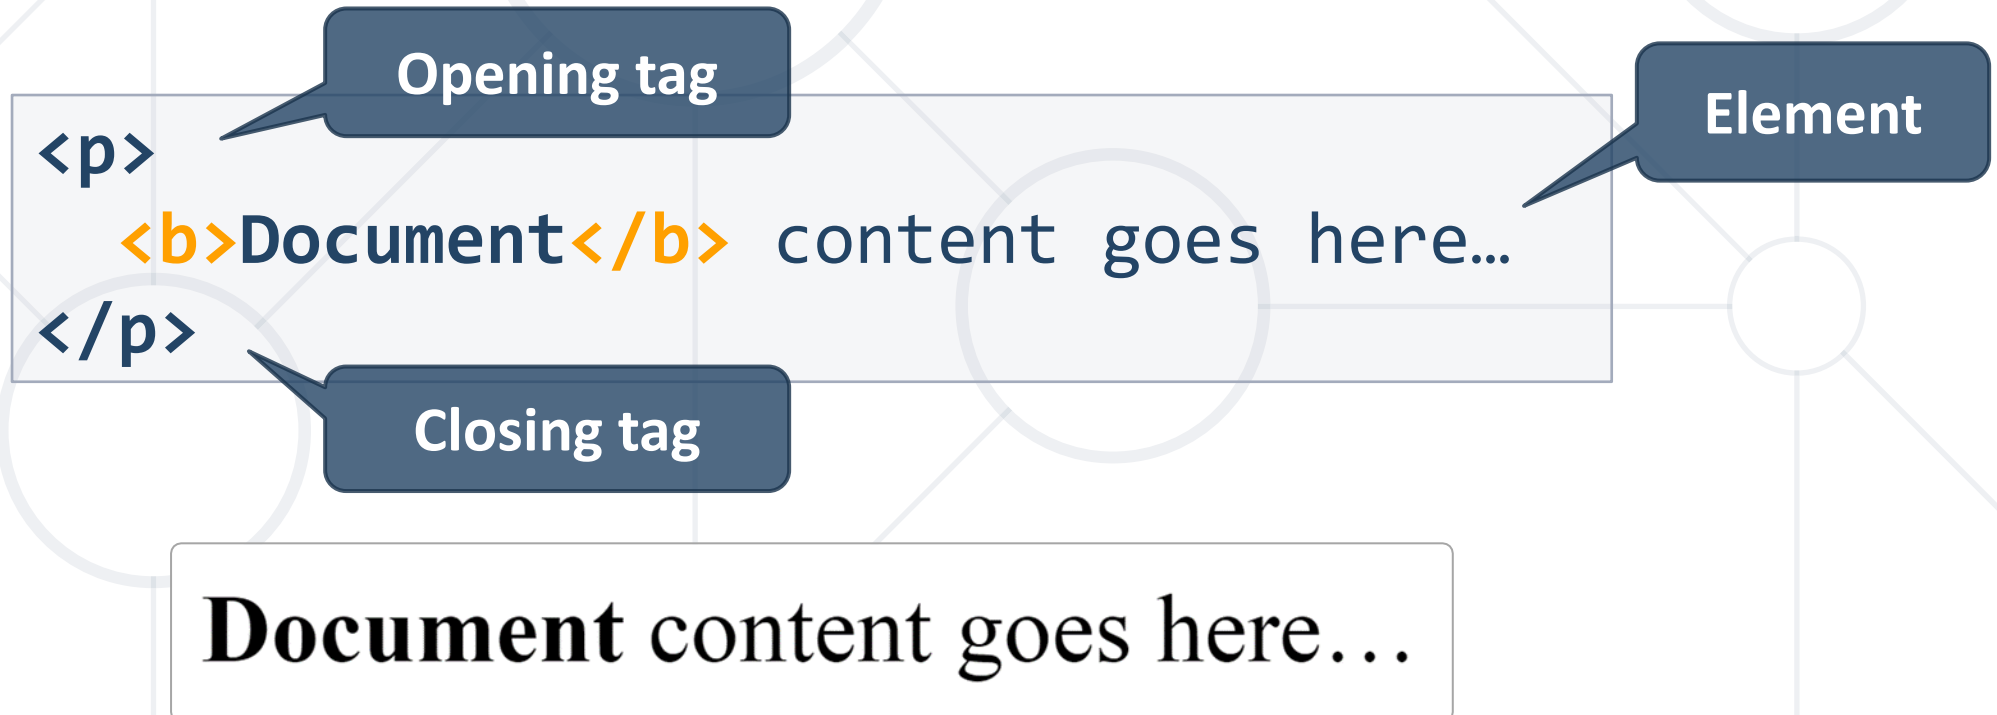 Opening tag
Element
<p>
<b>Document</b> content goes here…
</p>
Closing tag
Document content goes here…